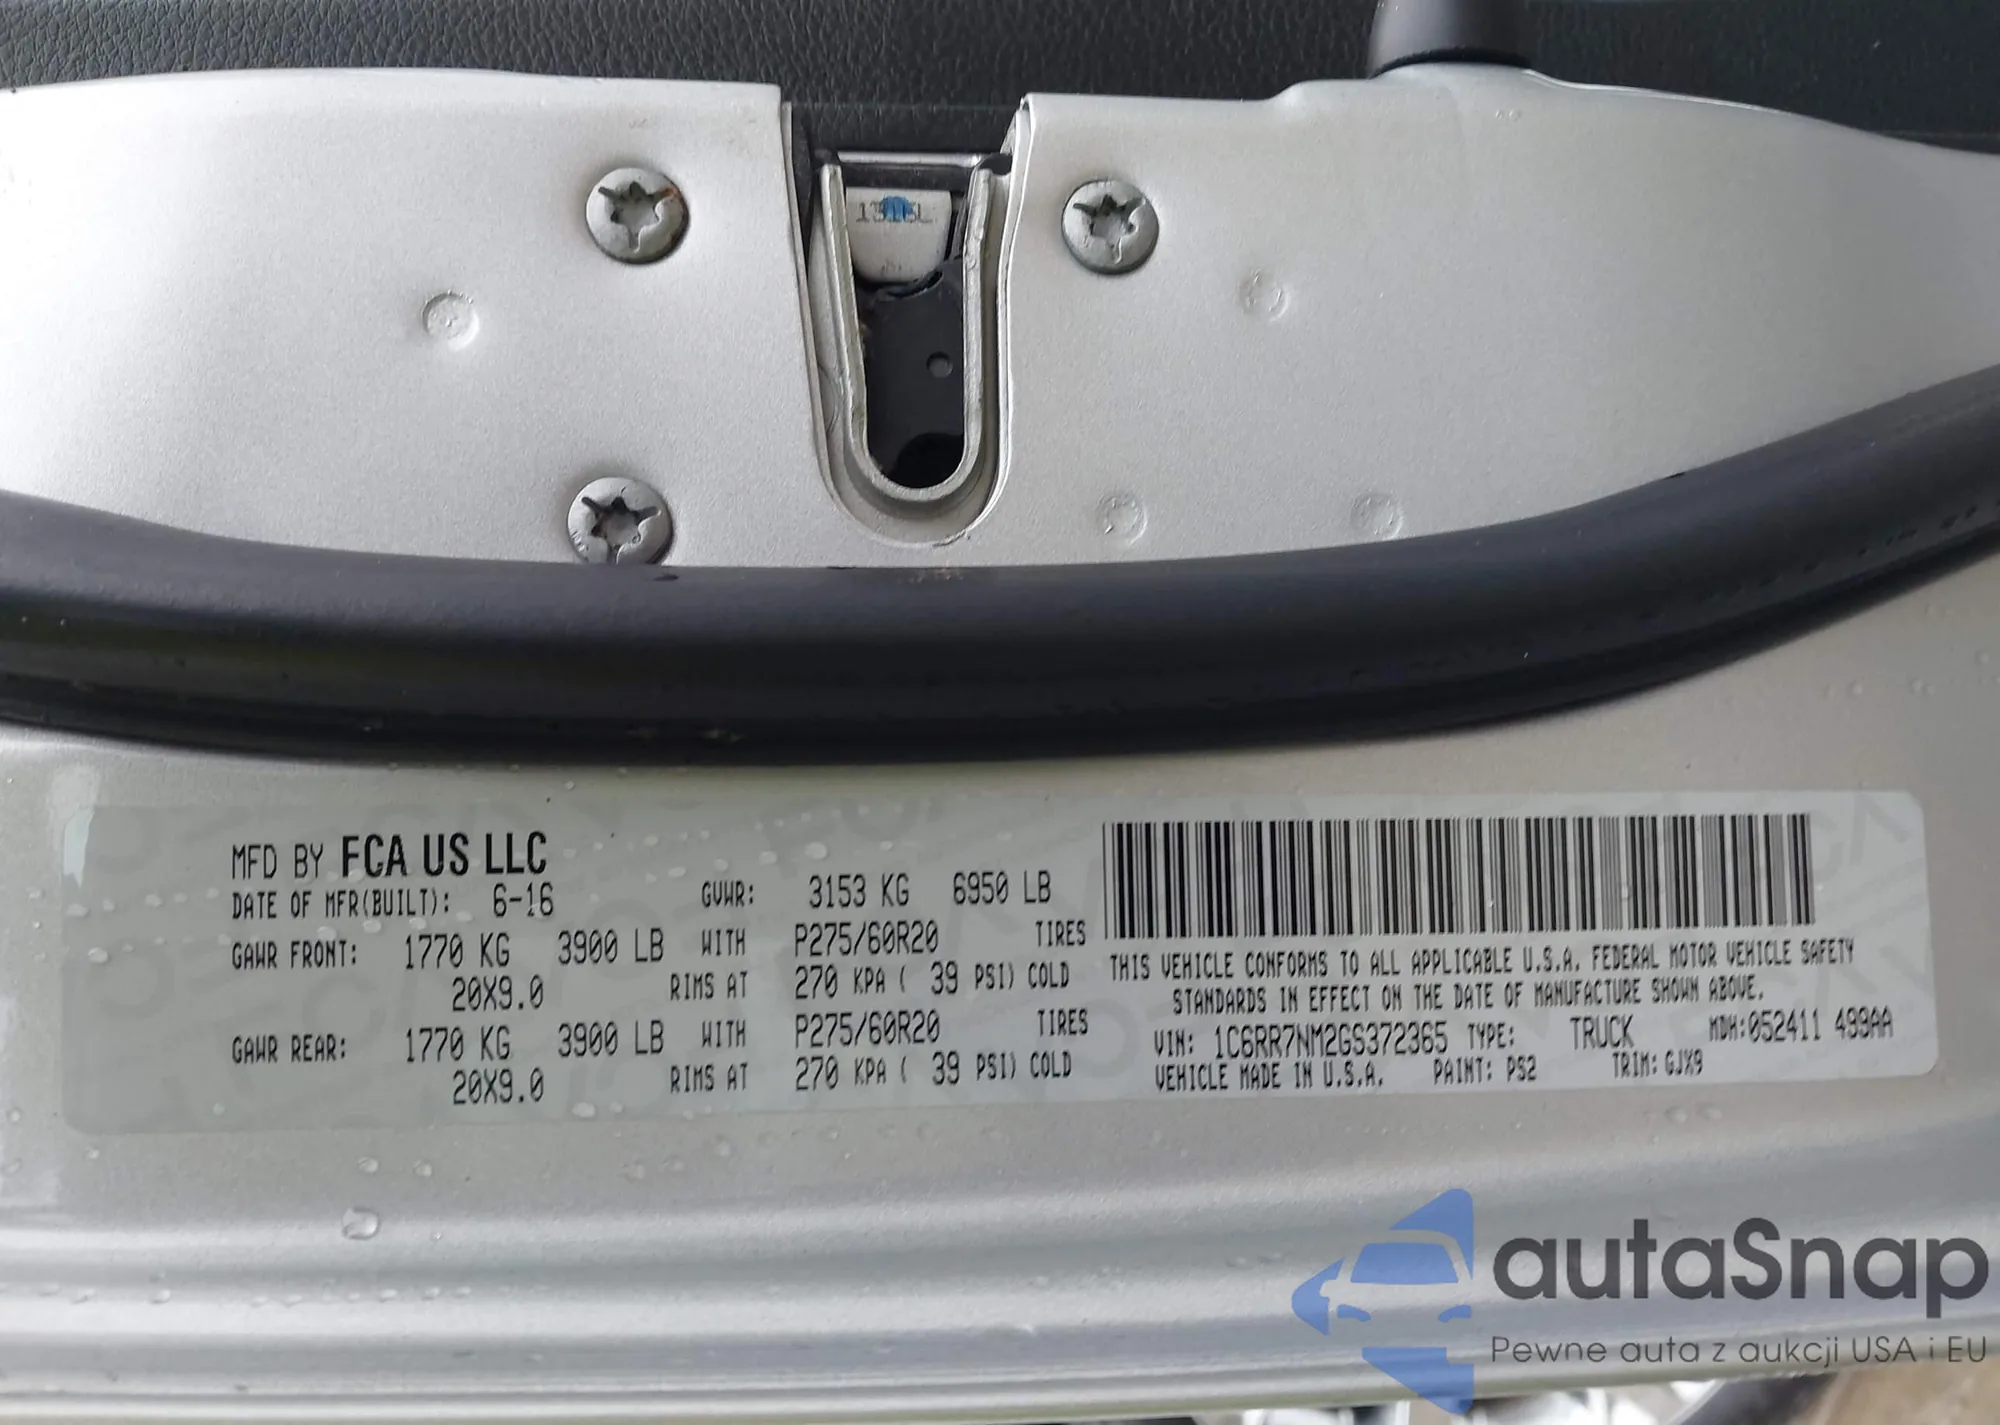 1315L
MFD BY FCA US LLC
DATE OF MFR(BUILT): 6-16 GVWR: 3153 KG 6950 LB
GAWR FRONT: 1770 KG 3900 LB WITH P275/60R20 TIRES
20X9.0 RIMS AT 270 KPA ( 39 PSI) COLD
GAWR REAR: 1770 KG 3900 LB WITH P275/60R20 TIRES
20X9.0 RIMS AT 270 KPA ( 39 PSI) COLD
THIS VEHICLE CONFORMS TO ALL APPLICABLE U.S.A. FEDERAL MOTOR VEHICLE SAFETY
STANDARDS IN EFFECT ON THE DATE OF MANUFACTURE SHOWN ABOVE.
VIN: 1C6RR7NM2GS372365 TYPE: TRUCK MDH:052411 499AA
VEHICLE MADE IN U.S.A. PAINT: PS2 TRIM: GJX9
autaSnap
Pewne auta z aukcji USA i EU